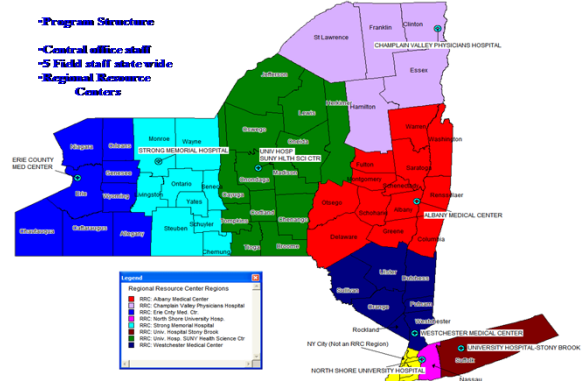 •Program Structure
•Central office staff
•5 Field staff state wide
•Regional Resource
Centers
Clinton
Franklin
St Lawrence
CHAMPLAIN VALLEY PHYSICIANS HOSPITAL
Essex
Jefferson
Lewis
Herkimer
Hamilton
Warren
Washington
Oswego
Oneida
Monroe
Wayne
Niagara
Orleans
STRONG MEMORIAL HOSPITAL
UNIV HOSP
SUNY HLTH SCI CTR
ERIE COUNTY
MED CENTER
Genesee
Erie
Wyoming
Livingston
Ontario
Seneca
Yates
Cayuga
Onondaga
Madison
Fulton
Saratoga
Montgomery
Schenectady
Rensselaer
Otsego
Schoharie
Albany
ALBANY MEDICAL CENTER
Chautauqua
Cattaraugus
Allegany
Steuben
Schuyler
Chemung
Tompkins
Cortland
Chenango
Tioga
Broome
Delaware
Greene
Columbia
Ulster
Dutchess
Sullivan
Orange
Putnam
Westchester
Rockland
WESTCHESTER MEDICAL CENTER
NY City (Not an RRC Region)
UNIVERSITY HOSPITAL-STONY BROOK
Suffolk
NORTH SHORE UNIVERSITY HOSPITAL
Nassau
Legend
Regional Resource Center Regions
RRC: Albany Medical Center
RRC: Champlain Valley Physicians Hospital
RRC: Erie Cnty Med. Ctr.
RRC: North Shore University Hosp.
RRC: Strong Memorial Hospital
RRC: Univ. Hospital Stony Brook
RRC: Univ. Hosp. SUNY Health Science Ctr
RRC: Westchester Medical Center